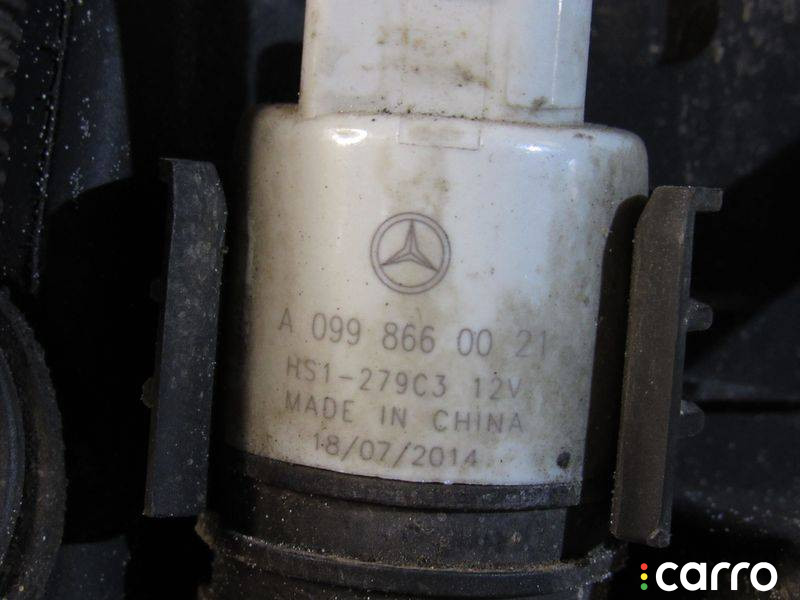 A 099 866 00 21
HS1-279C3 12V
MADE IN CHINA
18/07/2014
carro